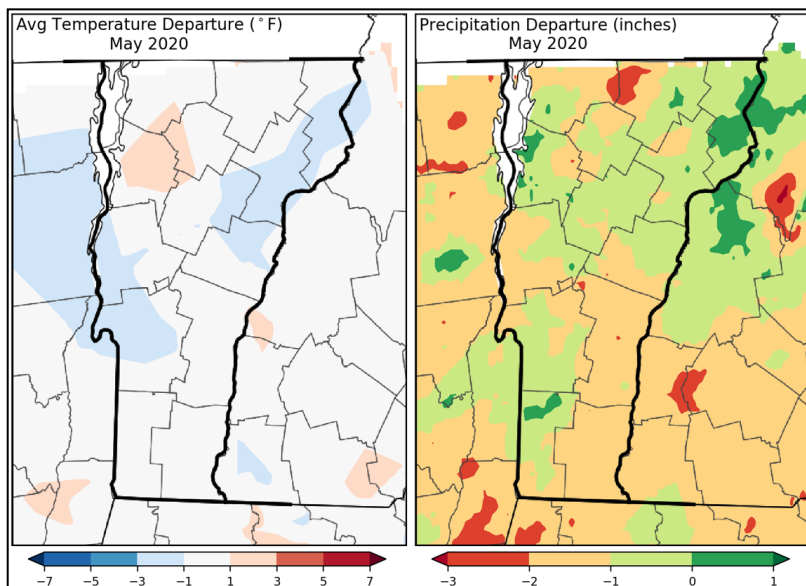 Avg Temperature Departure (°F)
May 2020
Precipitation Departure (inches)
May 2020
−7 −5 −3 −1 1 3 5 7
−3 −2 −1 0 1